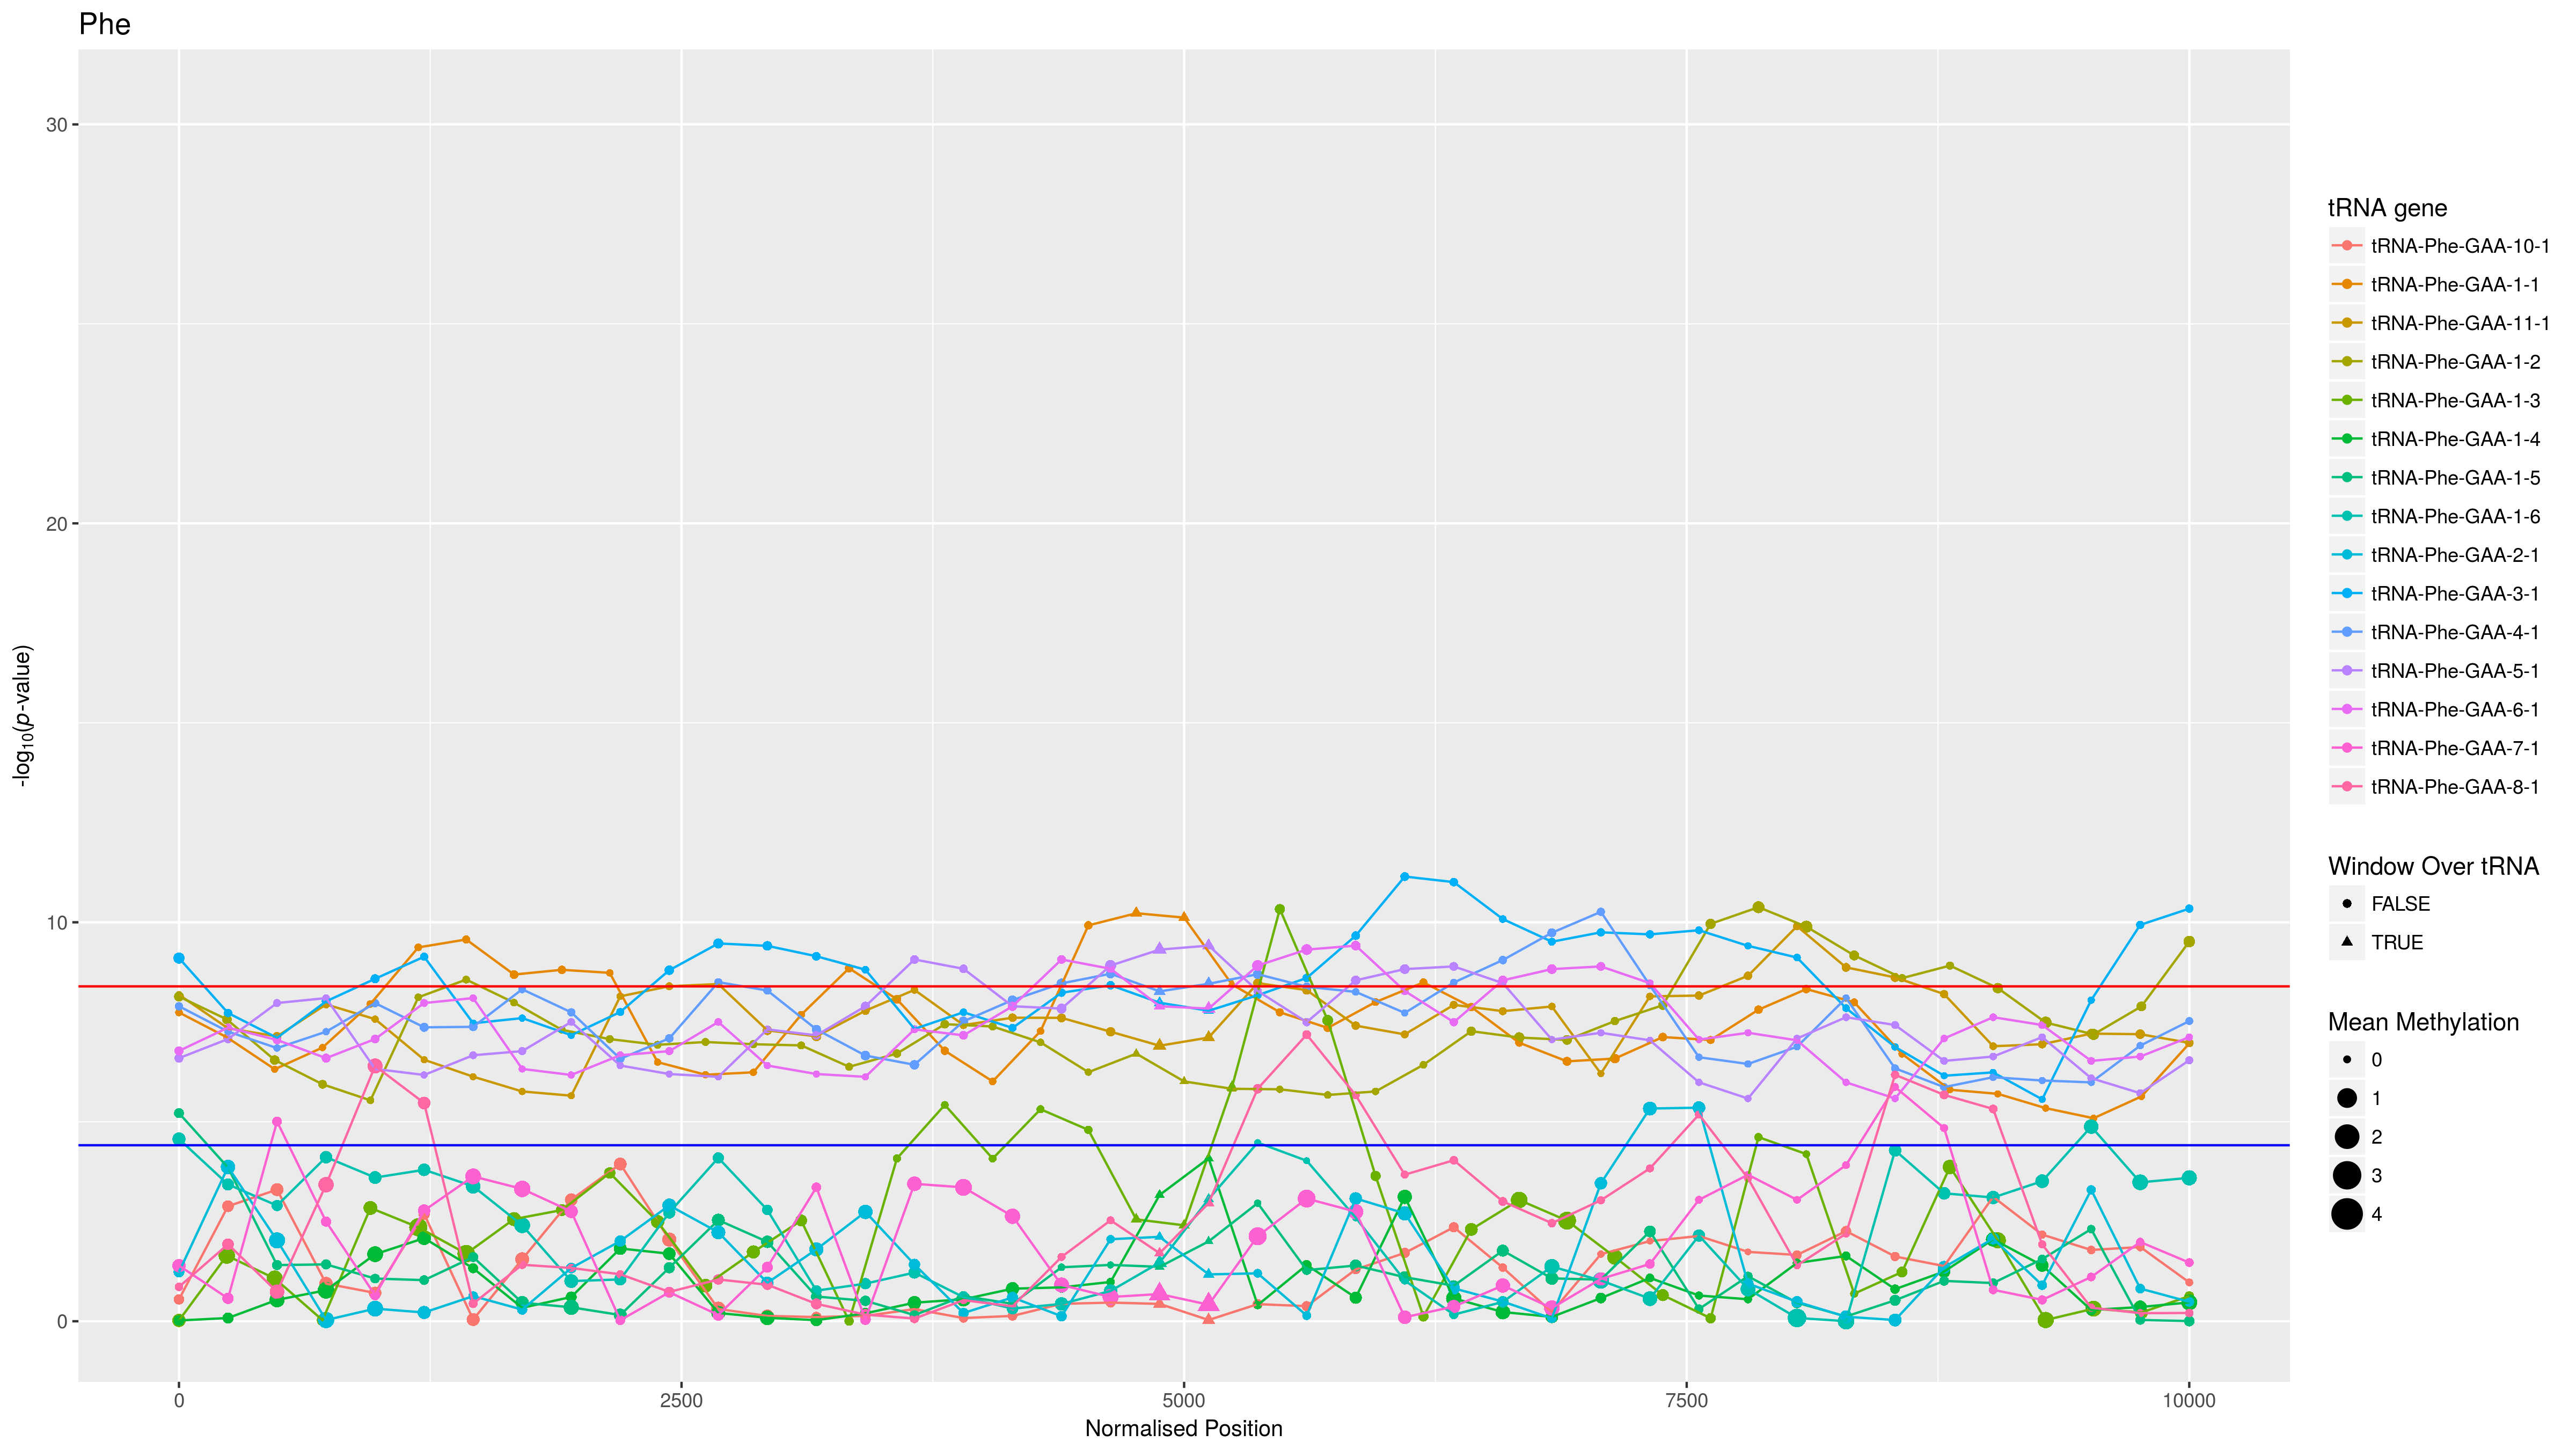 Phe
30
20
10
0
-log10(p-value)
0 2500 5000 7500 10000
Normalised Position
tRNA gene
tRNA-Phe-GAA-10-1
tRNA-Phe-GAA-1-1
tRNA-Phe-GAA-11-1
tRNA-Phe-GAA-1-2
tRNA-Phe-GAA-1-3
tRNA-Phe-GAA-1-4
tRNA-Phe-GAA-1-5
tRNA-Phe-GAA-1-6
tRNA-Phe-GAA-2-1
tRNA-Phe-GAA-3-1
tRNA-Phe-GAA-4-1
tRNA-Phe-GAA-5-1
tRNA-Phe-GAA-6-1
tRNA-Phe-GAA-7-1
tRNA-Phe-GAA-8-1
Window Over tRNA
FALSE
TRUE
Mean Methylation
0
1
2
3
4